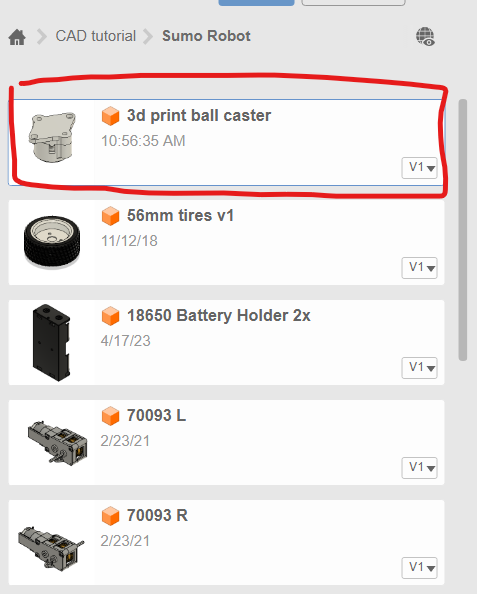 CAD tutorial Sumo Robot
3d print ball caster
10:56:35 AM
V1
56mm tires v1
11/12/18
V1
18650 Battery Holder 2x
4/17/23
V1
70093 L
2/23/21
V1
70093 R
2/23/21
V1